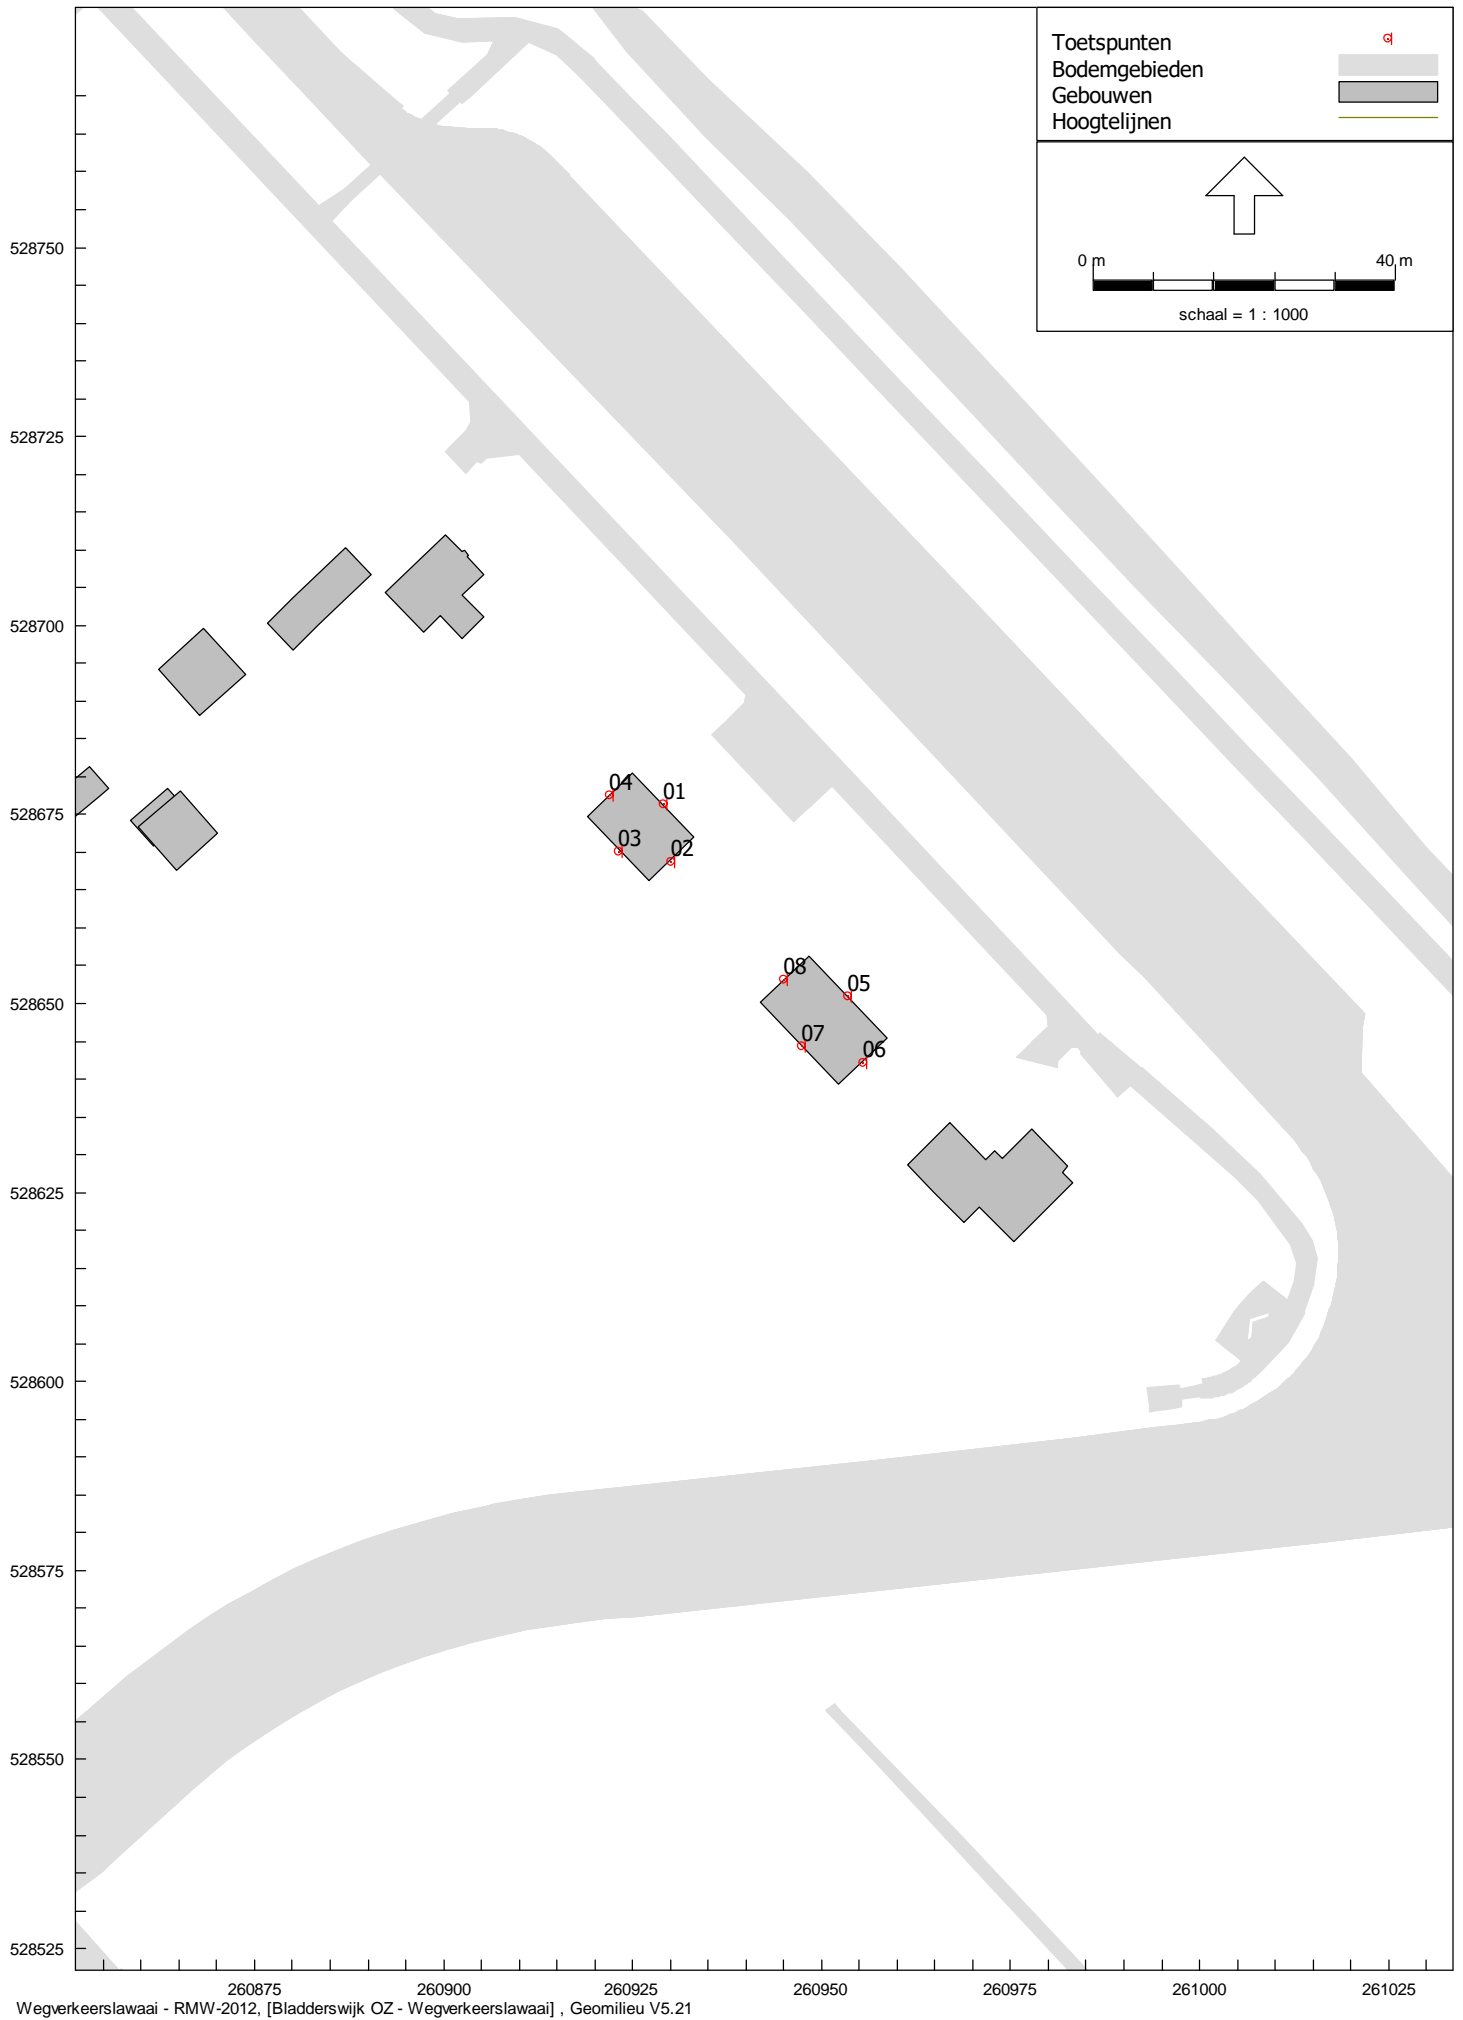 Toetspunten
Bodemgebieden
Gebouwen
Hoogtelijnen
0 m 40 m
schaal = 1 : 1000
528750
528725
528700
528675
528650
528625
528600
528575
528550
528525
04
01
03
02
08
05
07
06
260875 260900 260925 260950 260975 261000 261025
Wegverkeerslawaai - RMW-2012, [Bladderswijk OZ - Wegverkeerslawaai] , Geomilieu V5.21